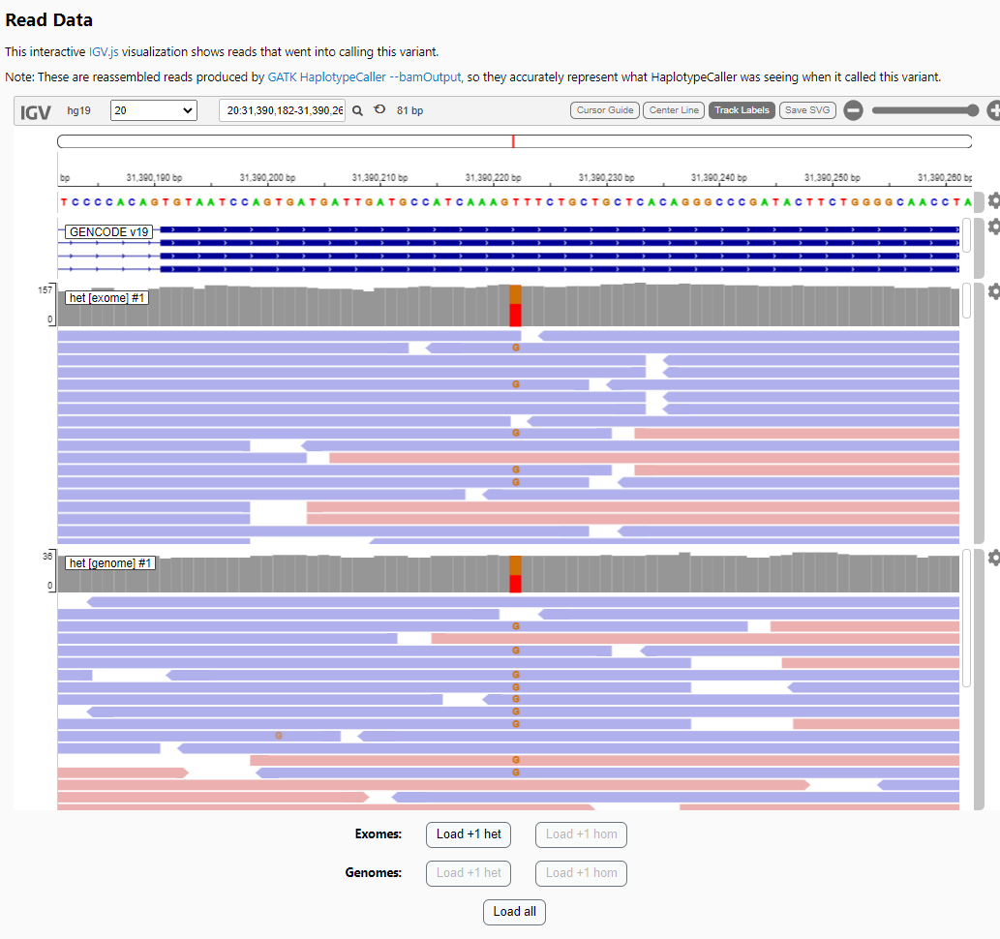 Read Data
This interactive IGV.js visualization shows reads that went into calling this variant.
Note: These are reassembled reads produced by GATK HaplotypeCaller --bamOutput, so they accurately represent what HaplotypeCaller was seeing when it called this variant.
IGV hg19 20 20:31,390,182-31,390,26 81 bp Cursor Guide Center Line Track Labels Save SVG
bp 31,390,190 bp 31,390,200 bp 31,390,210 bp 31,390,220 bp 31,390,230 bp 31,390,240 bp 31,390,250 bp 31,390,260 bp
T C C C C A C A G T G T A A T C C A G T G A T G A T T G A T G C C A T C A A A G T T T C T G C T G C T C A C A G G G C C C G A T A C T T C T G G G G C A A C C T A
GENCODE v19
157
het [exome] #1
0
G
G
G
G
G
36
het [genome] #1
0
G
G
G
G
G
G
G
G
G
G
Exomes: Load +1 het Load +1 hom
Genomes: Load +1 het Load +1 hom
Load all